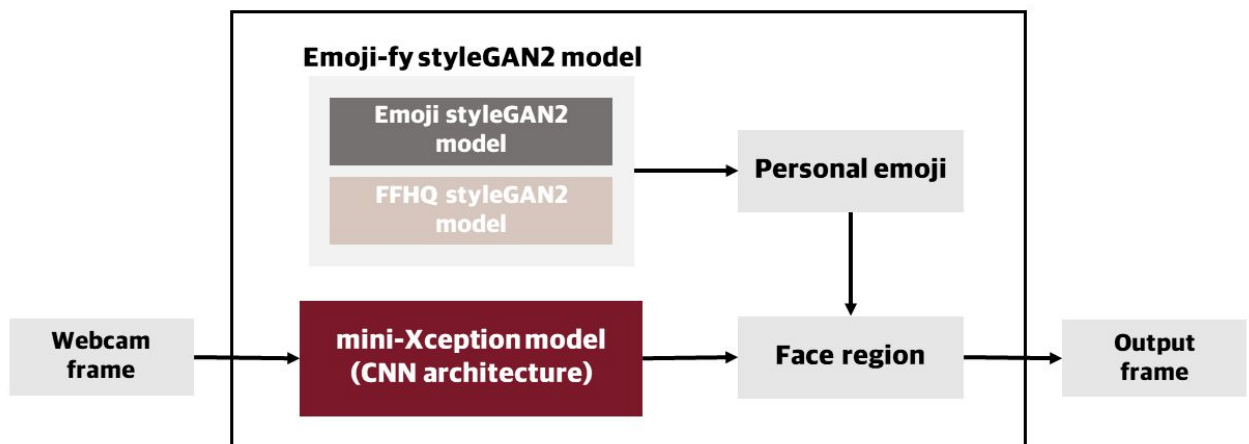 Emoji-fy styleGAN2 model
Emoji styleGAN2
model
FFHQ styleGAN2
model
Personal emoji
Webcam
frame
mini-Xception model
(CNN architecture)
Face region
Output
frame